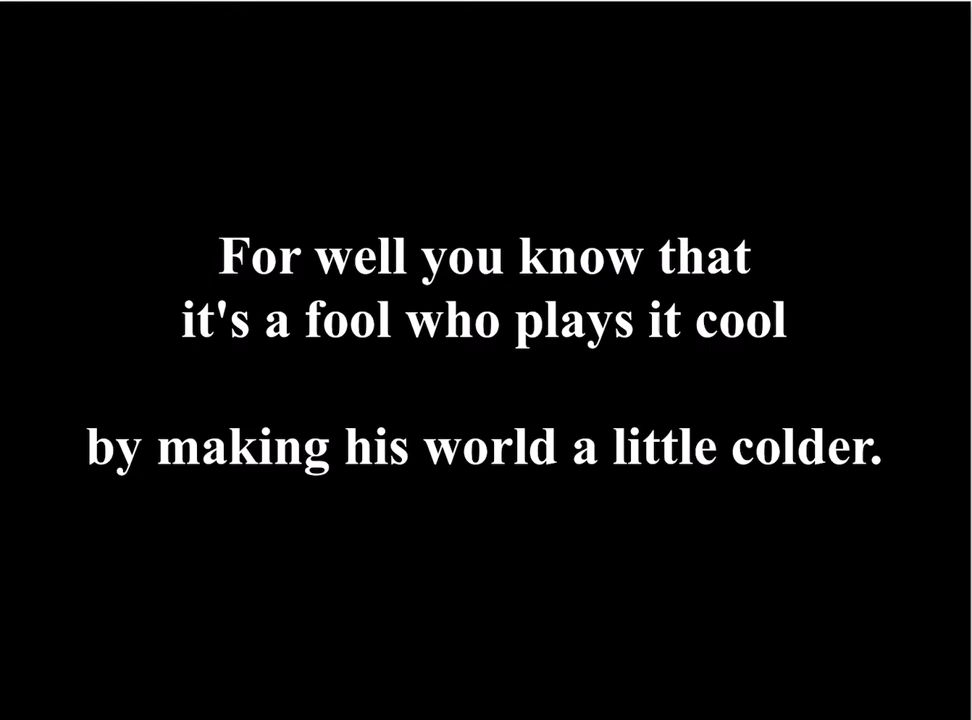 For well you know that
it's a fool who plays it cool
by making his world a little colder.